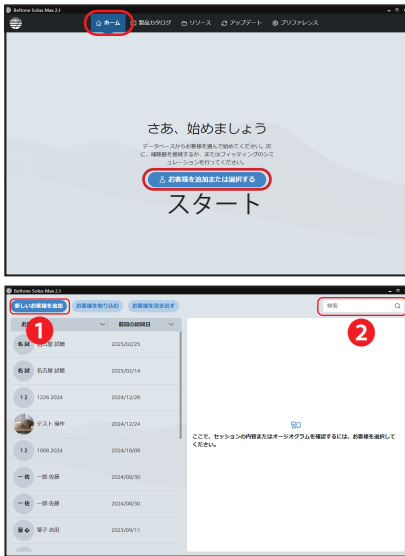 Beltone Solus Max 2.1
ホーム 製品カタログ リソース アップデート プリファレンス
さあ、始めましょう
データベースからお客様を選んで始めてください。次
に、補聴器を接続するか、またはフィッティングのシミ
ュレーションを行ってください。
お客様を追加または選択する
スタート
Beltone Solus Max 2.1
新しいお客様を追加 お客様を取り込む お客様を書き出す 検索
1 2
お 前回の訪問日
名試 名古屋 試聴 2025/02/25
名試 名古屋 試聴 2025/02/14
1 2 1226 2024 2024/12/26
テスト 操作 2024/12/24
ここで、セッションの内容またはオージオグラムを確認するには、お客様を選択して
ください。
1 2 1008 2024 2024/10/08
一佐 一郎 佐藤 2024/08/30
一佐 一郎 佐藤 2024/08/30
2023/09/11